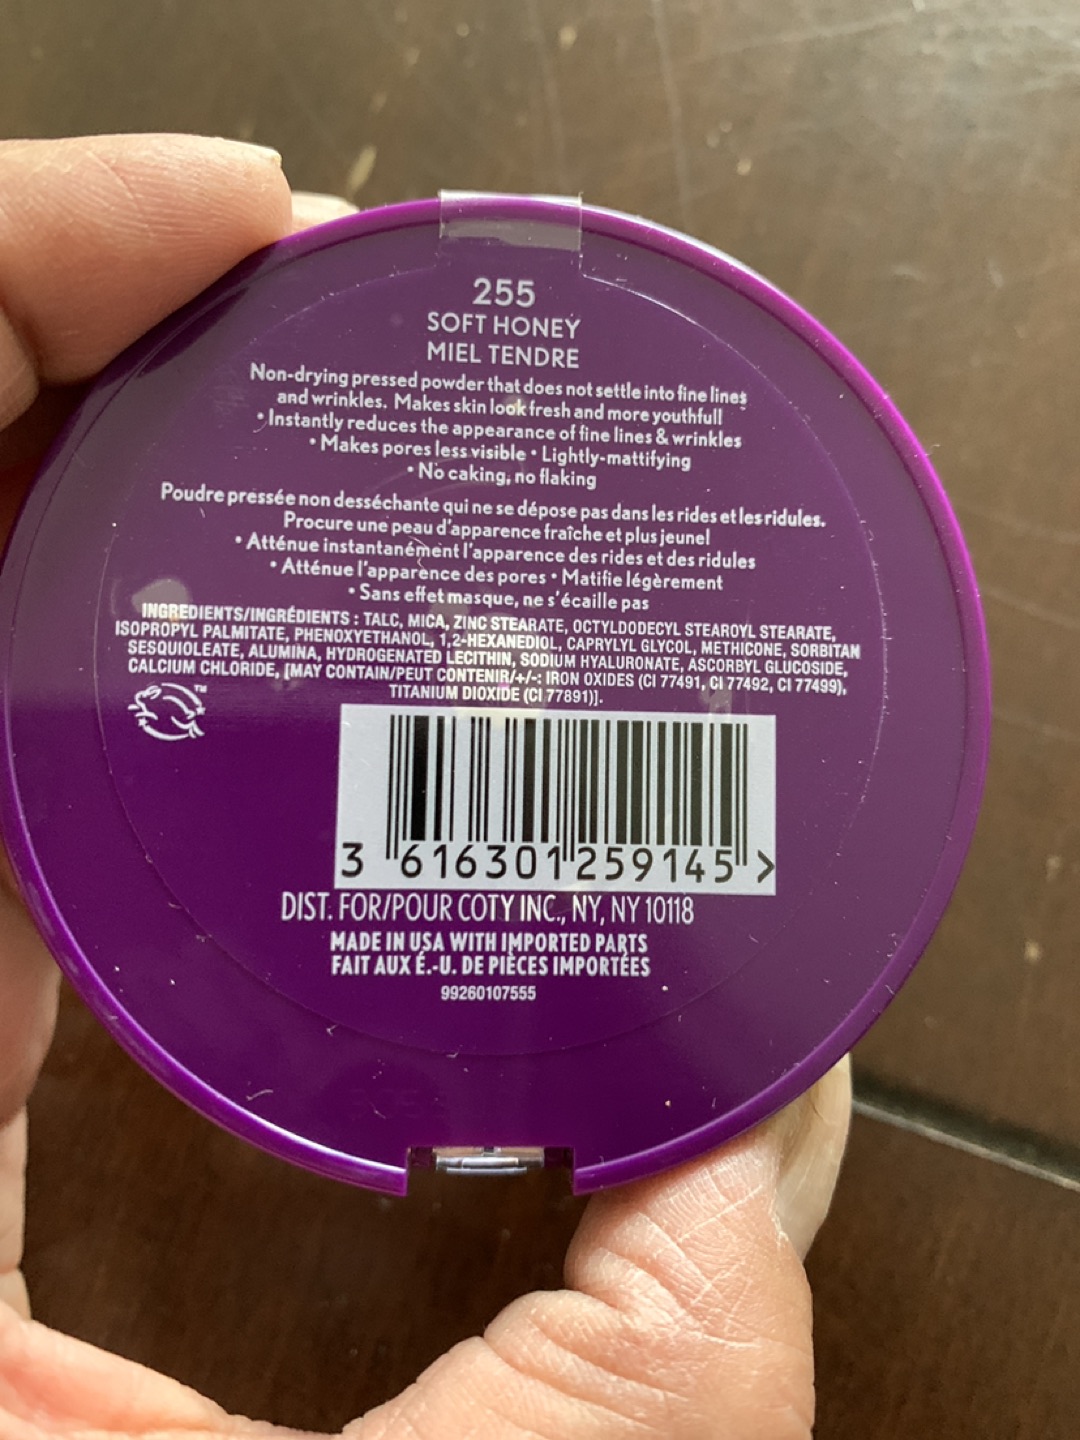 255
SOFT HONEY
MIEL TENDRE
Non-drying pressed powder that does not settle into fine lines
and wrinkles. Makes skin look fresh and more youthfull
• Instantly reduces the appearance of fine lines & wrinkles
• Makes pores less visible • Lightly-mattifying
• No caking, no flaking
Poudre pressée non desséchante qui ne se dépose pas dans les rides et les ridules.
Procure une peau d'apparence fraîche et plus jeunel
• Atténue instantanément l'apparence des rides et des ridules
• Atténue l'apparence des pores • Matifie légèrement
• Sans effet masque, ne s'écaille pas
INGREDIENTS/INGRÉDIENTS : TALC, MICA, ZINC STEARATE, OCTYLDODECYL STEAROYL STEARATE,
ISOPROPYL PALMITATE, PHENOXYETHANOL, 1,2-HEXANEDIOL, CAPRYLYL GLYCOL, METHICONE, SORBITAN
SESQUIOLEATE, ALUMINA, HYDROGENATED LECITHIN, SODIUM HYALURONATE, ASCORBYL GLUCOSIDE,
CALCIUM CHLORIDE, [MAY CONTAIN/PEUT CONTENIR/+/-: IRON OXIDES (CI 77491, CI 77492, CI 77499),
TITANIUM DIOXIDE (CI 77891)].
TM
3 616301 259145 >
DIST. FOR/POUR COTY INC., NY, NY 10118
MADE IN USA WITH IMPORTED PARTS
FAIT AUX É.-U. DE PIÈCES IMPORTÉES
99260107555